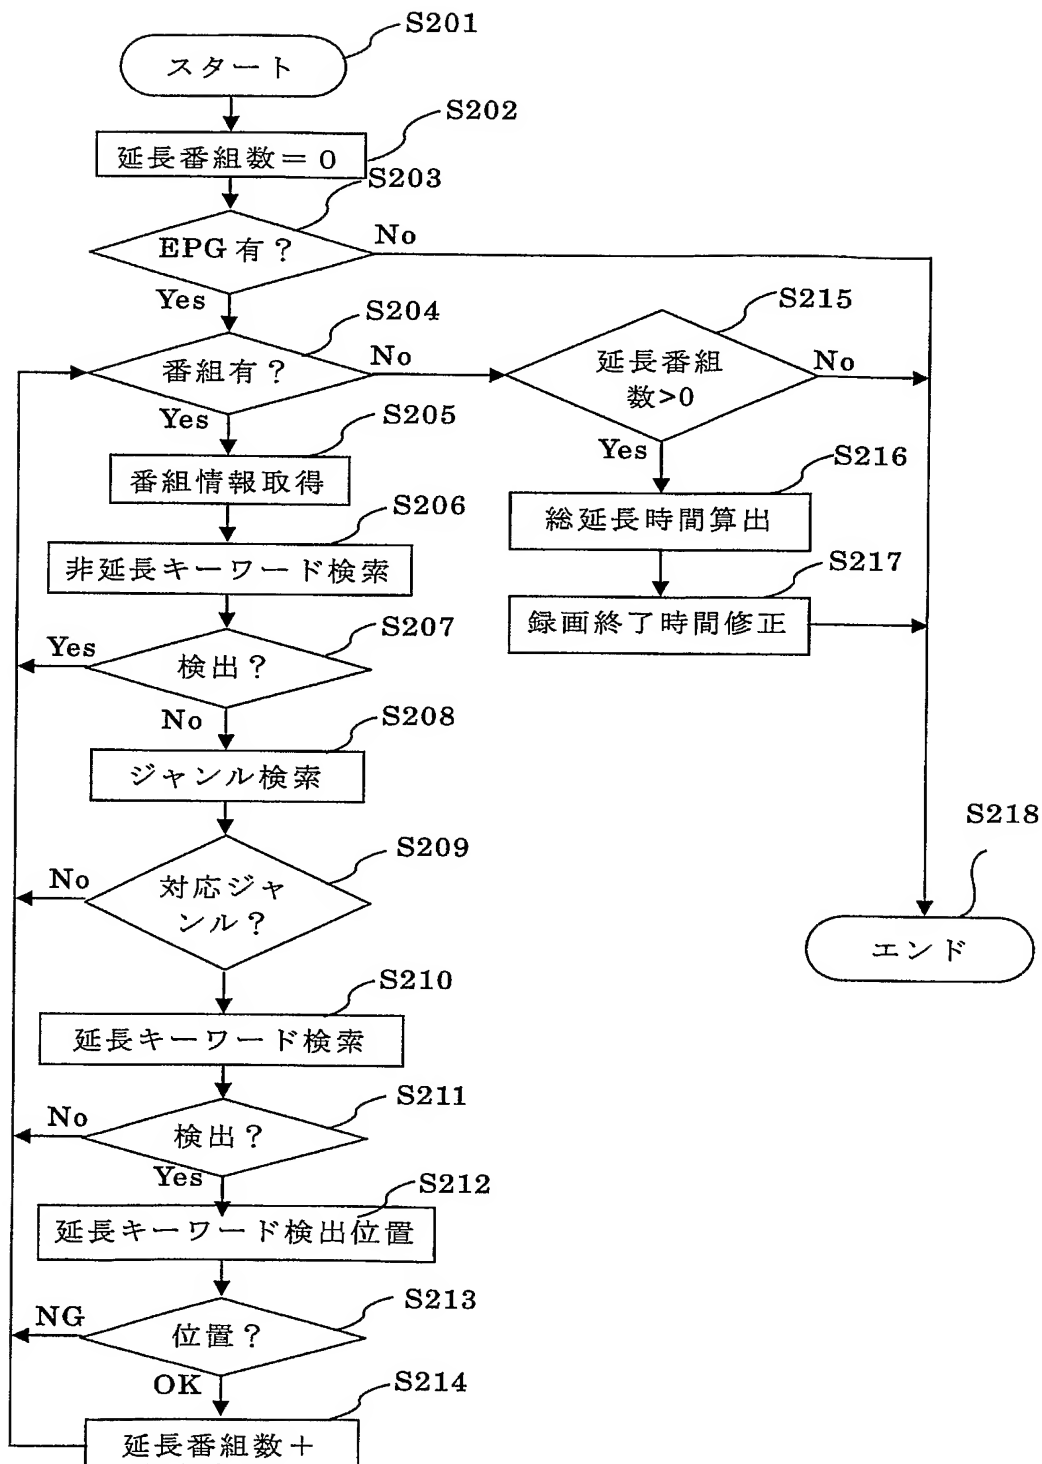 S201
スタート
S202
延長番組数＝0
S203
EPG有？
No
Yes
S204
番組有？
No
S215
延長番組
数>0
No
Yes
S205
番組情報取得
Yes
S216
総延長時間算出
S206
非延長キーワード検索
S217
録画終了時間修正
S207
Yes
検出？
No
S208
ジャンル検索
S209
No
対応ジャ
ンル？
S218
エンド
S210
延長キーワード検索
S211
No
検出？
Yes
S212
延長キーワード検出位置
S213
NG
位置？
OK
S214
延長番組数＋